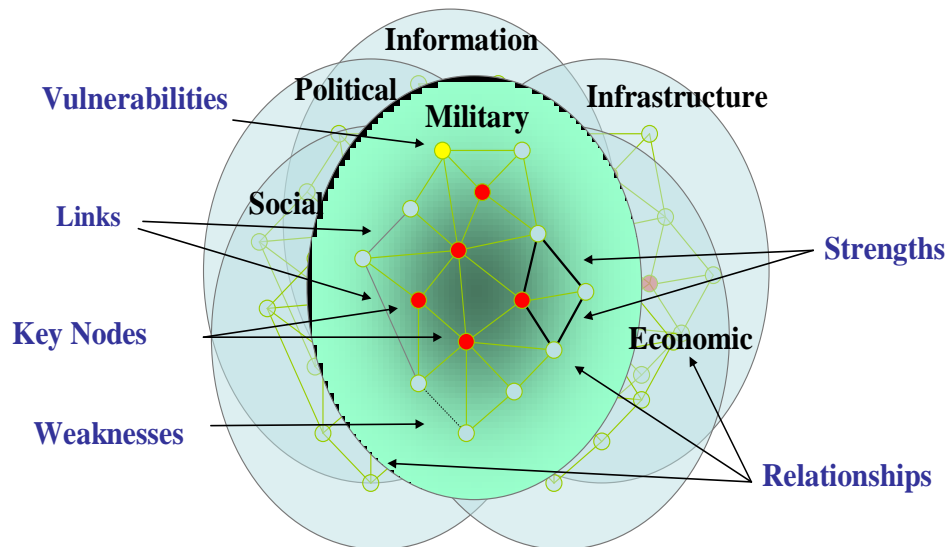 Information
Political
Infrastructure
Vulnerabilities
Military
Social
Links
Strengths
Key Nodes
Economic
Weaknesses
Relationships